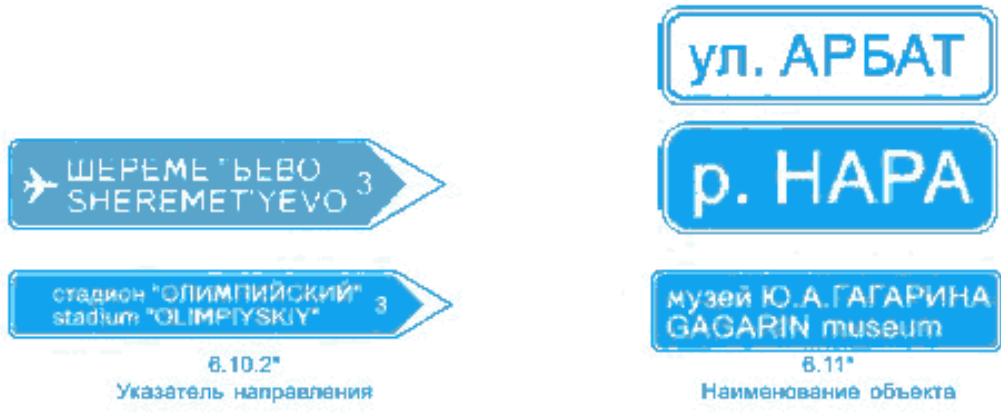 ШЕРЕМЕТЬЕВО
SHEREMET'YEVO 3
стадион "ОЛИМПИЙСКИЙ"
stadium "OLIMPIYSKIY" 3
6.10.2*
Указатель направления
ул. АРБАТ
р. НАРА
музей Ю.А.ГАГАРИНА
GAGARIN museum
6.11*
Наименование объекта